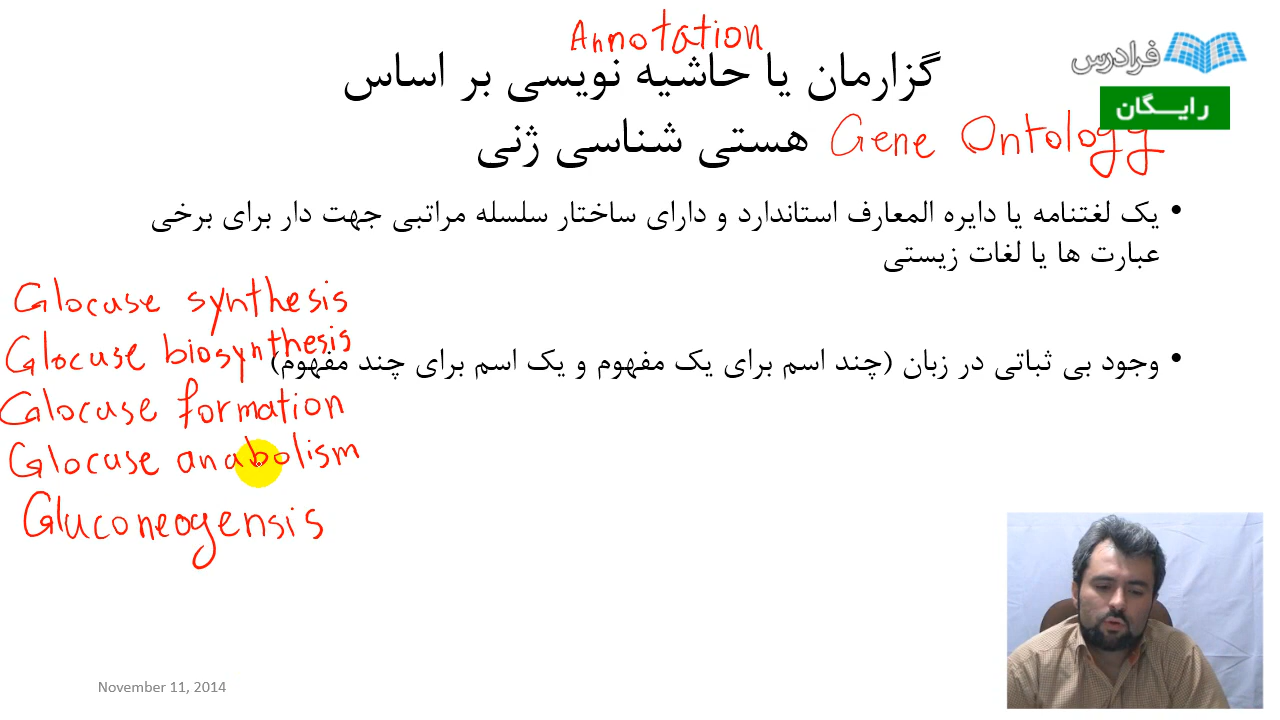 Annotation
فرادرس
رایـــگان
گزارمان یا حاشیه نویسی بر اساس
هستی شناسی ژنی Gene Ontology
• یک لغتنامه یا دایره المعارف استاندارد و دارای ساختار سلسله مراتبی جهت دار برای برخی
عبارت ها یا لغات زیستی
Glocuse synthesis
Glocuse biosynthesis
• وجود بی ثباتی در زبان (چند اسم برای یک مفهوم و یک اسم برای چند مفهوم)
Glocuse formation
Glocuse anabolism
Gluconeogensis
November 11, 2014